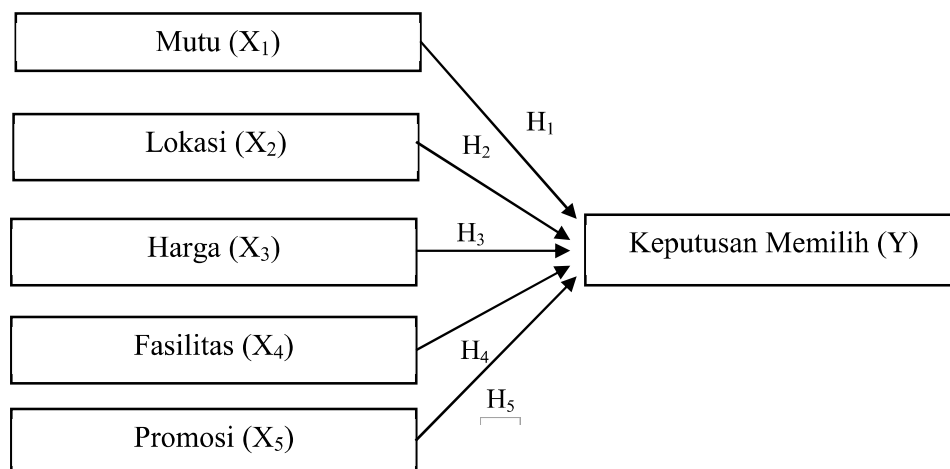 Mutu (X₁)
H₁
Lokasi (X₂)
H₂
Harga (X₃)
H₃
Keputusan Memilih (Y)
Fasilitas (X₄)
H₄
H₅
Promosi (X₅)